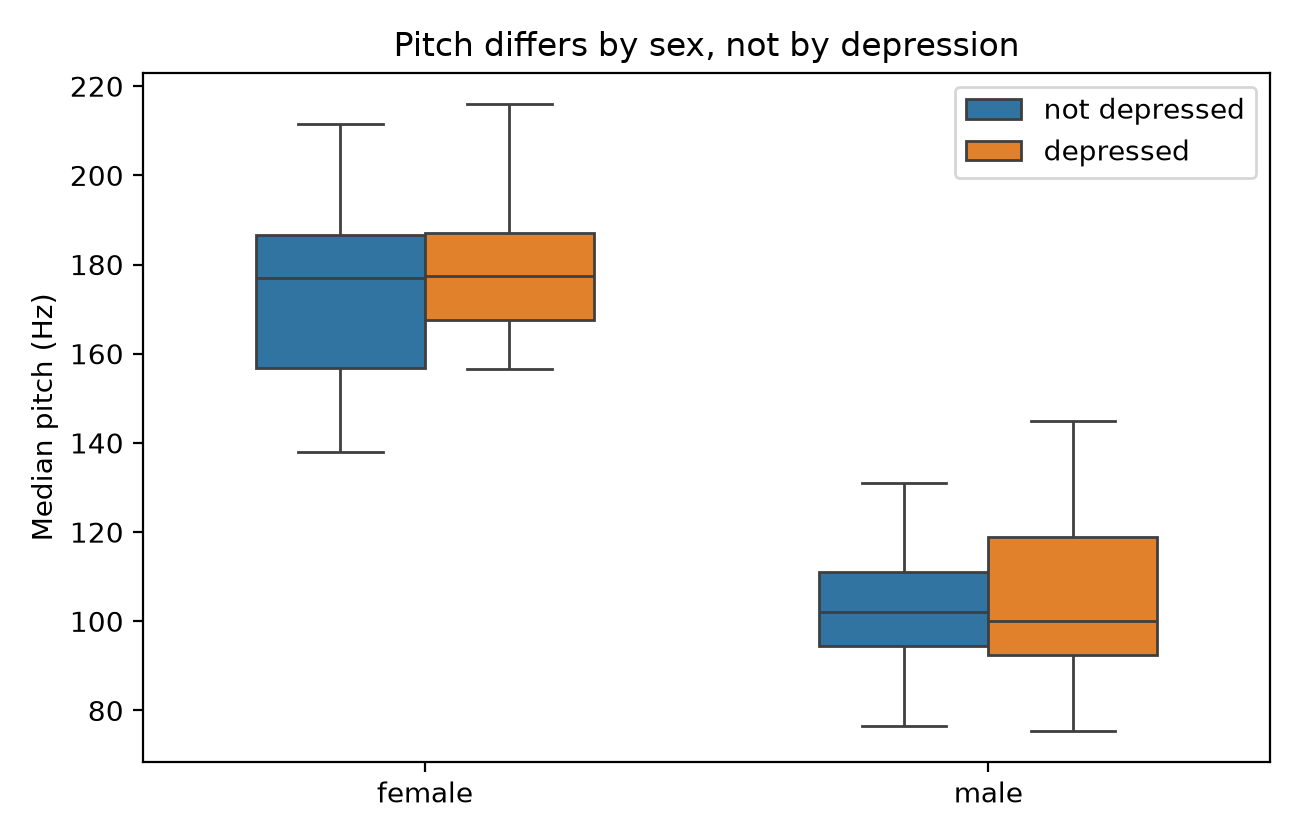 Pitch differs by sex, not by depression
not depressed
depressed
Median pitch (Hz)
220
200
180
160
140
120
100
80
female
male